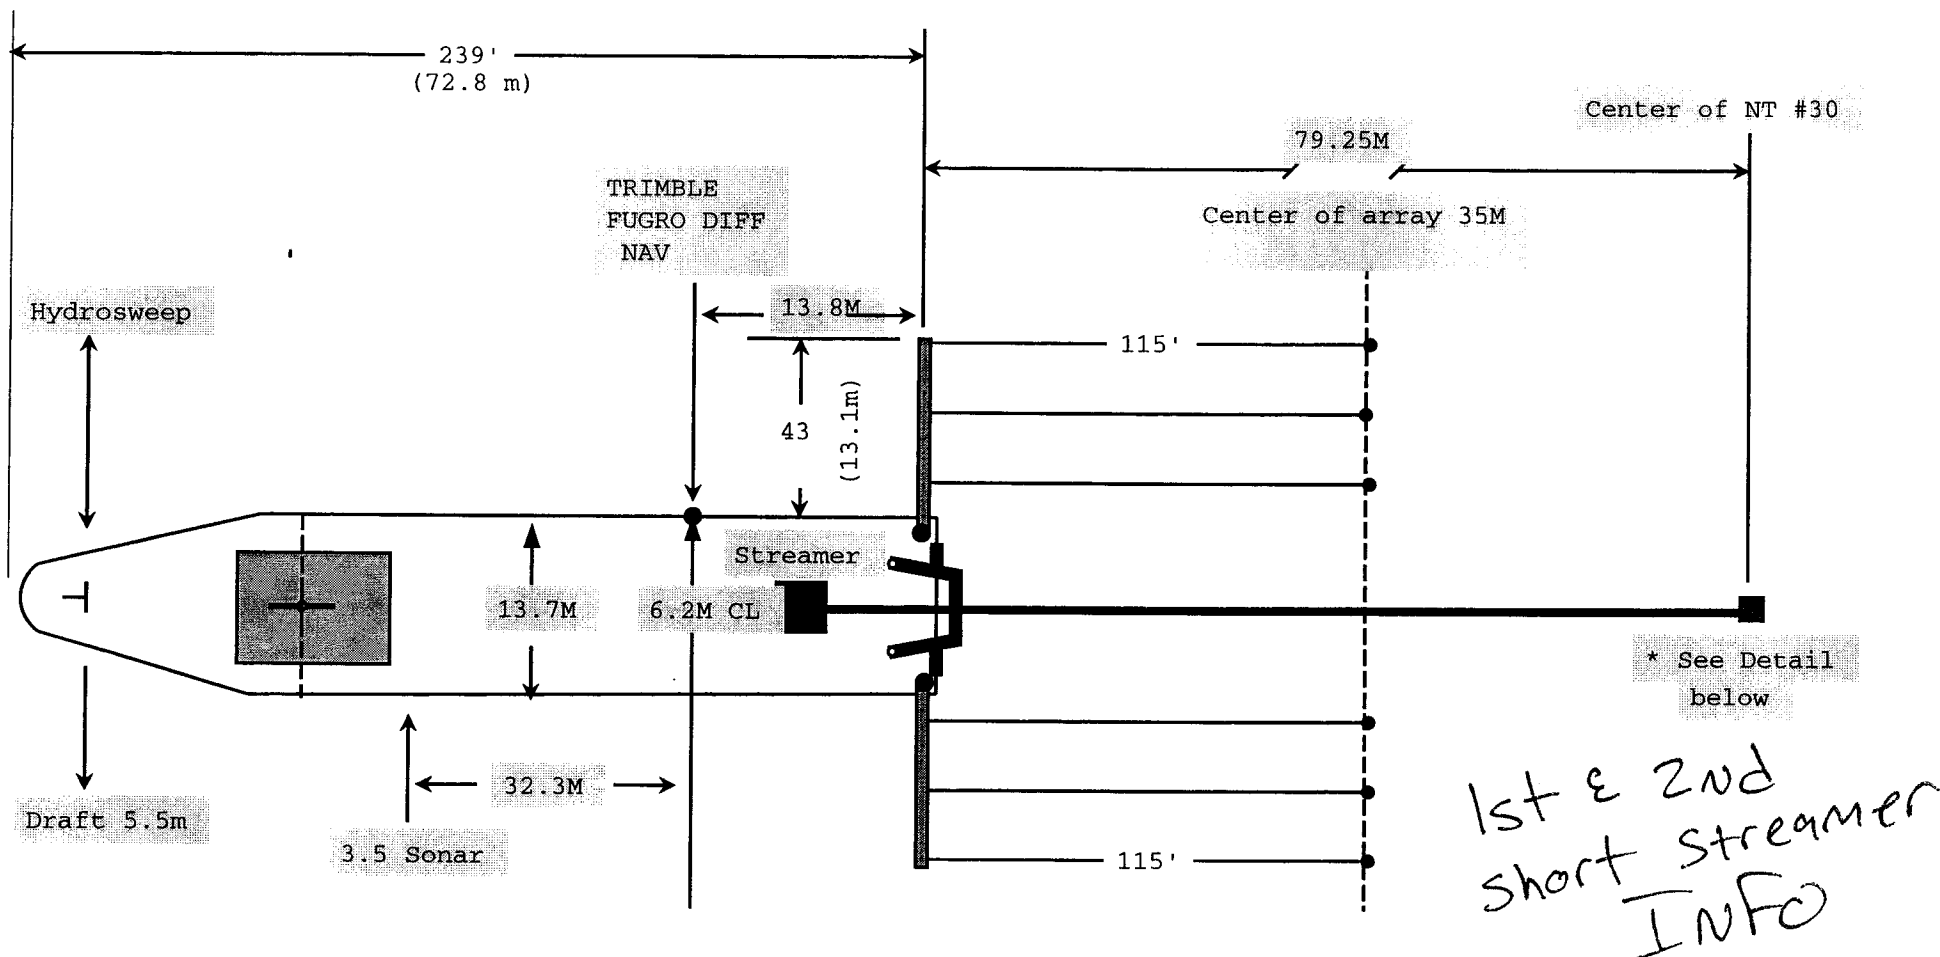 239'
(72.8 m)
Center of NT #30
79.25M
TRIMBLE
FUGRO DIFF
NAV
Center of array 35M
Hydrosweep
13.8M
115'
43
(13.1m)
Streamer
13.7M
6.2M CL
* See Detail
below
32.3M
Draft 5.5m
3.5 Sonar
115'
1st & 2nd
short streamer
INFO